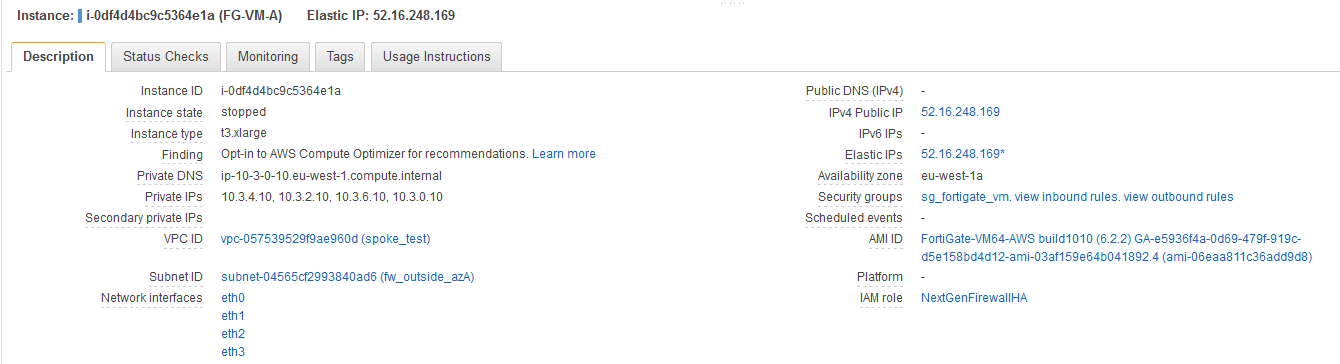 Instance: i-0df4d4bc9c5364e1a (FG-VM-A) Elastic IP: 52.16.248.169
Description Status Checks Monitoring Tags Usage Instructions
Instance ID i-0df4d4bc9c5364e1a
Instance state stopped
Instance type t3.xlarge
Finding Opt-in to AWS Compute Optimizer for recommendations. Learn more
Private DNS ip-10-3-0-10.eu-west-1.compute.internal
Private IPs 10.3.4.10, 10.3.2.10, 10.3.6.10, 10.3.0.10
Secondary private IPs
VPC ID vpc-057539529f9ae960d (spoke_test)
Subnet ID subnet-04565cf2993840ad6 (fw_outside_azA)
Network interfaces eth0
eth1
eth2
eth3
Public DNS (IPv4) -
IPv4 Public IP 52.16.248.169
IPv6 IPs -
Elastic IPs 52.16.248.169*
Availability zone eu-west-1a
Security groups sg_fortigate_vm. view inbound rules. view outbound rules
Scheduled events -
AMI ID FortiGate-VM64-AWS build1010 (6.2.2) GA-e5936f4a-0d69-479f-919c-
d5e158bd4d12-ami-03af159e64b041892.4 (ami-06eaa811c36add9d8)
Platform -
IAM role NextGenFirewallHA